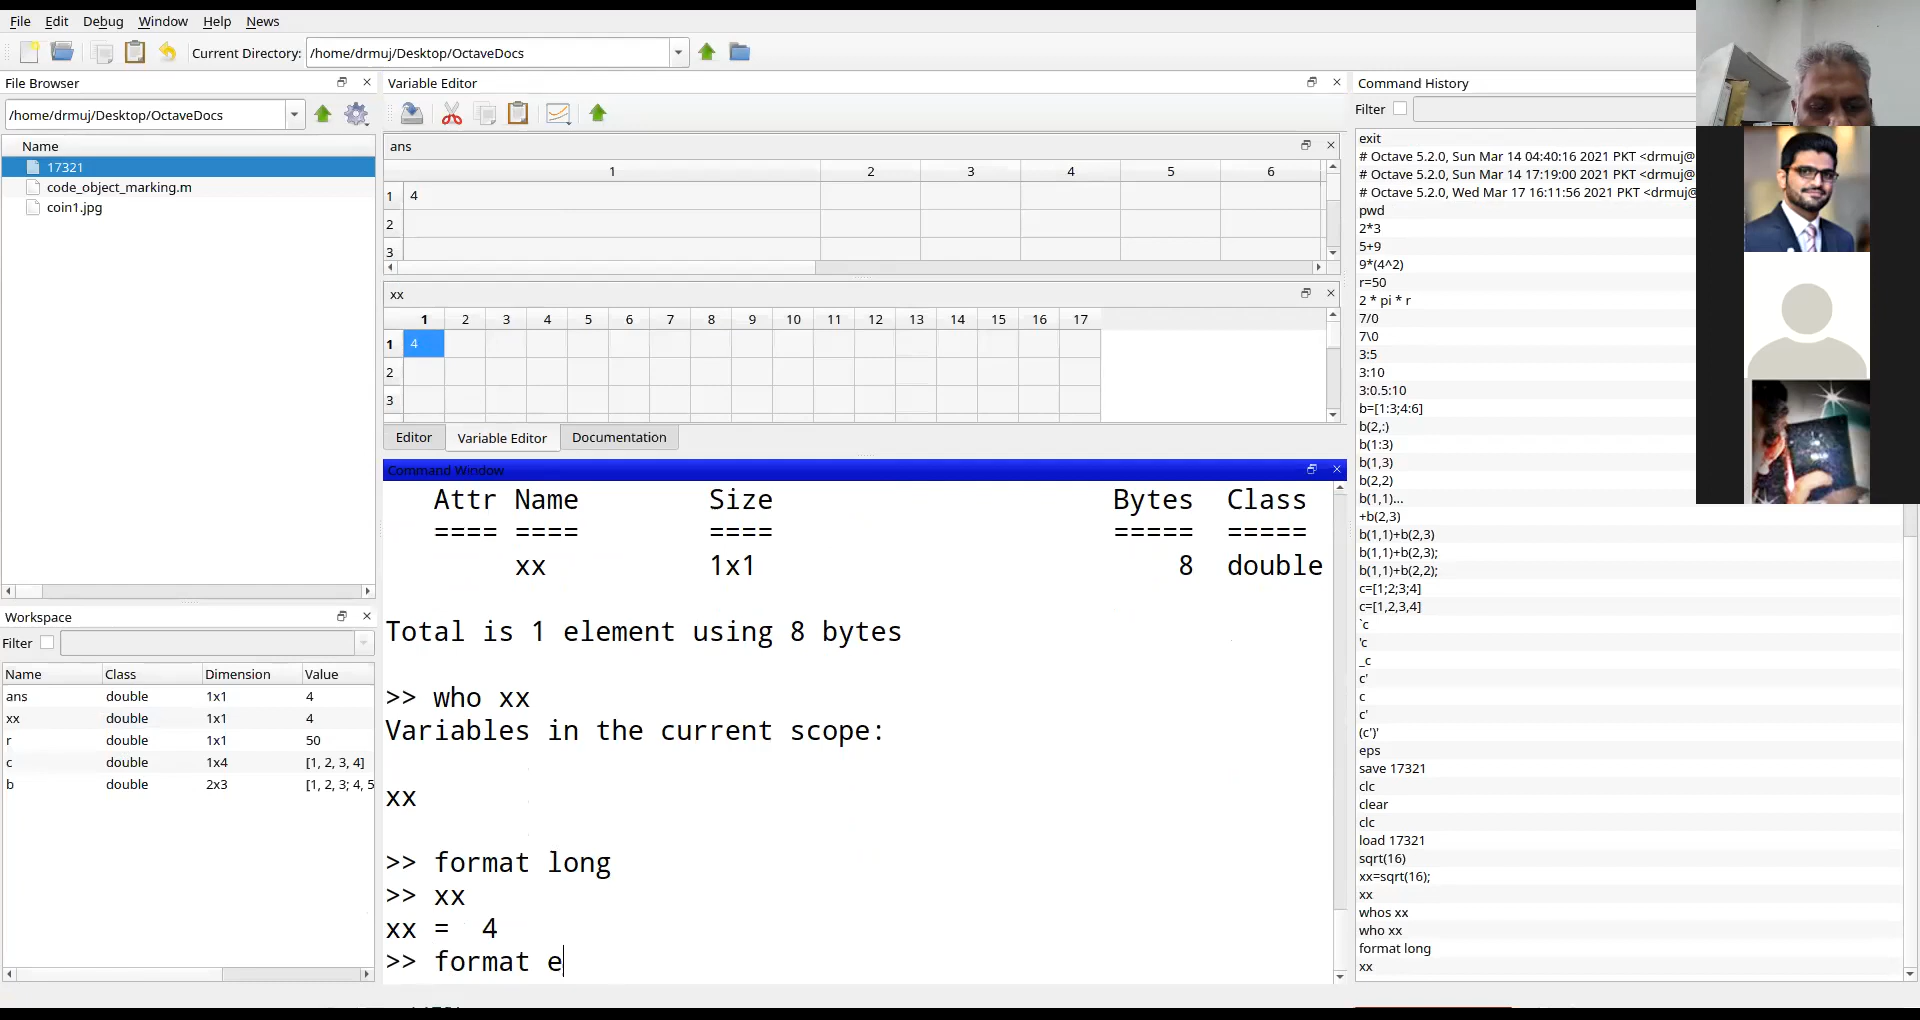 File Edit Debug Window Help News
Current Directory: /home/drmuj/Desktop/OctaveDocs
File Browser
/home/drmuj/Desktop/OctaveDocs
Name
17321
code_object_marking.m
coin1.jpg
Workspace
Filter
Name Class Dimension Value
ans double 1x1 4
xx double 1x1 4
r double 1x1 50
c double 1x4 [1, 2, 3, 4]
b double 2x3 [1, 2, 3; 4, 5
Variable Editor
ans
1 2 3 4 5 6
1 4
2
3
xx
1 2 3 4 5 6 7 8 9 10 11 12 13 14 15 16 17
1 4
2
3
Editor Variable Editor Documentation
Command Window
Attr Name Size Bytes Class
==== ==== ==== ===== =====
xx 1x1 8 double
Total is 1 element using 8 bytes
>> who xx
Variables in the current scope:
xx
>> format long
>> xx
xx = 4
>> format e
Command History
Filter
exit
# Octave 5.2.0, Sun Mar 14 04:40:16 2021 PKT <drmuj@
# Octave 5.2.0, Sun Mar 14 17:19:00 2021 PKT <drmuj@
# Octave 5.2.0, Wed Mar 17 16:11:56 2021 PKT <drmuj@
pwd
2*3
5+9
9*(4^2)
r=50
2 * pi * r
7/0
7\0
3:5
3:10
3:0.5:10
b=[1:3;4:6]
b(2,:)
b(1:3)
b(1,3)
b(2,2)
b(1,1)...
+b(2,3)
b(1,1)+b(2,3)
b(1,1)+b(2,3);
b(1,1)+b(2,2);
c=[1;2;3;4]
c=[1,2,3,4]
`c
'c
_c
c'
c
c'
(c')'
eps
save 17321
clc
clear
clc
load 17321
sqrt(16)
xx=sqrt(16);
xx
whos xx
who xx
format long
xx